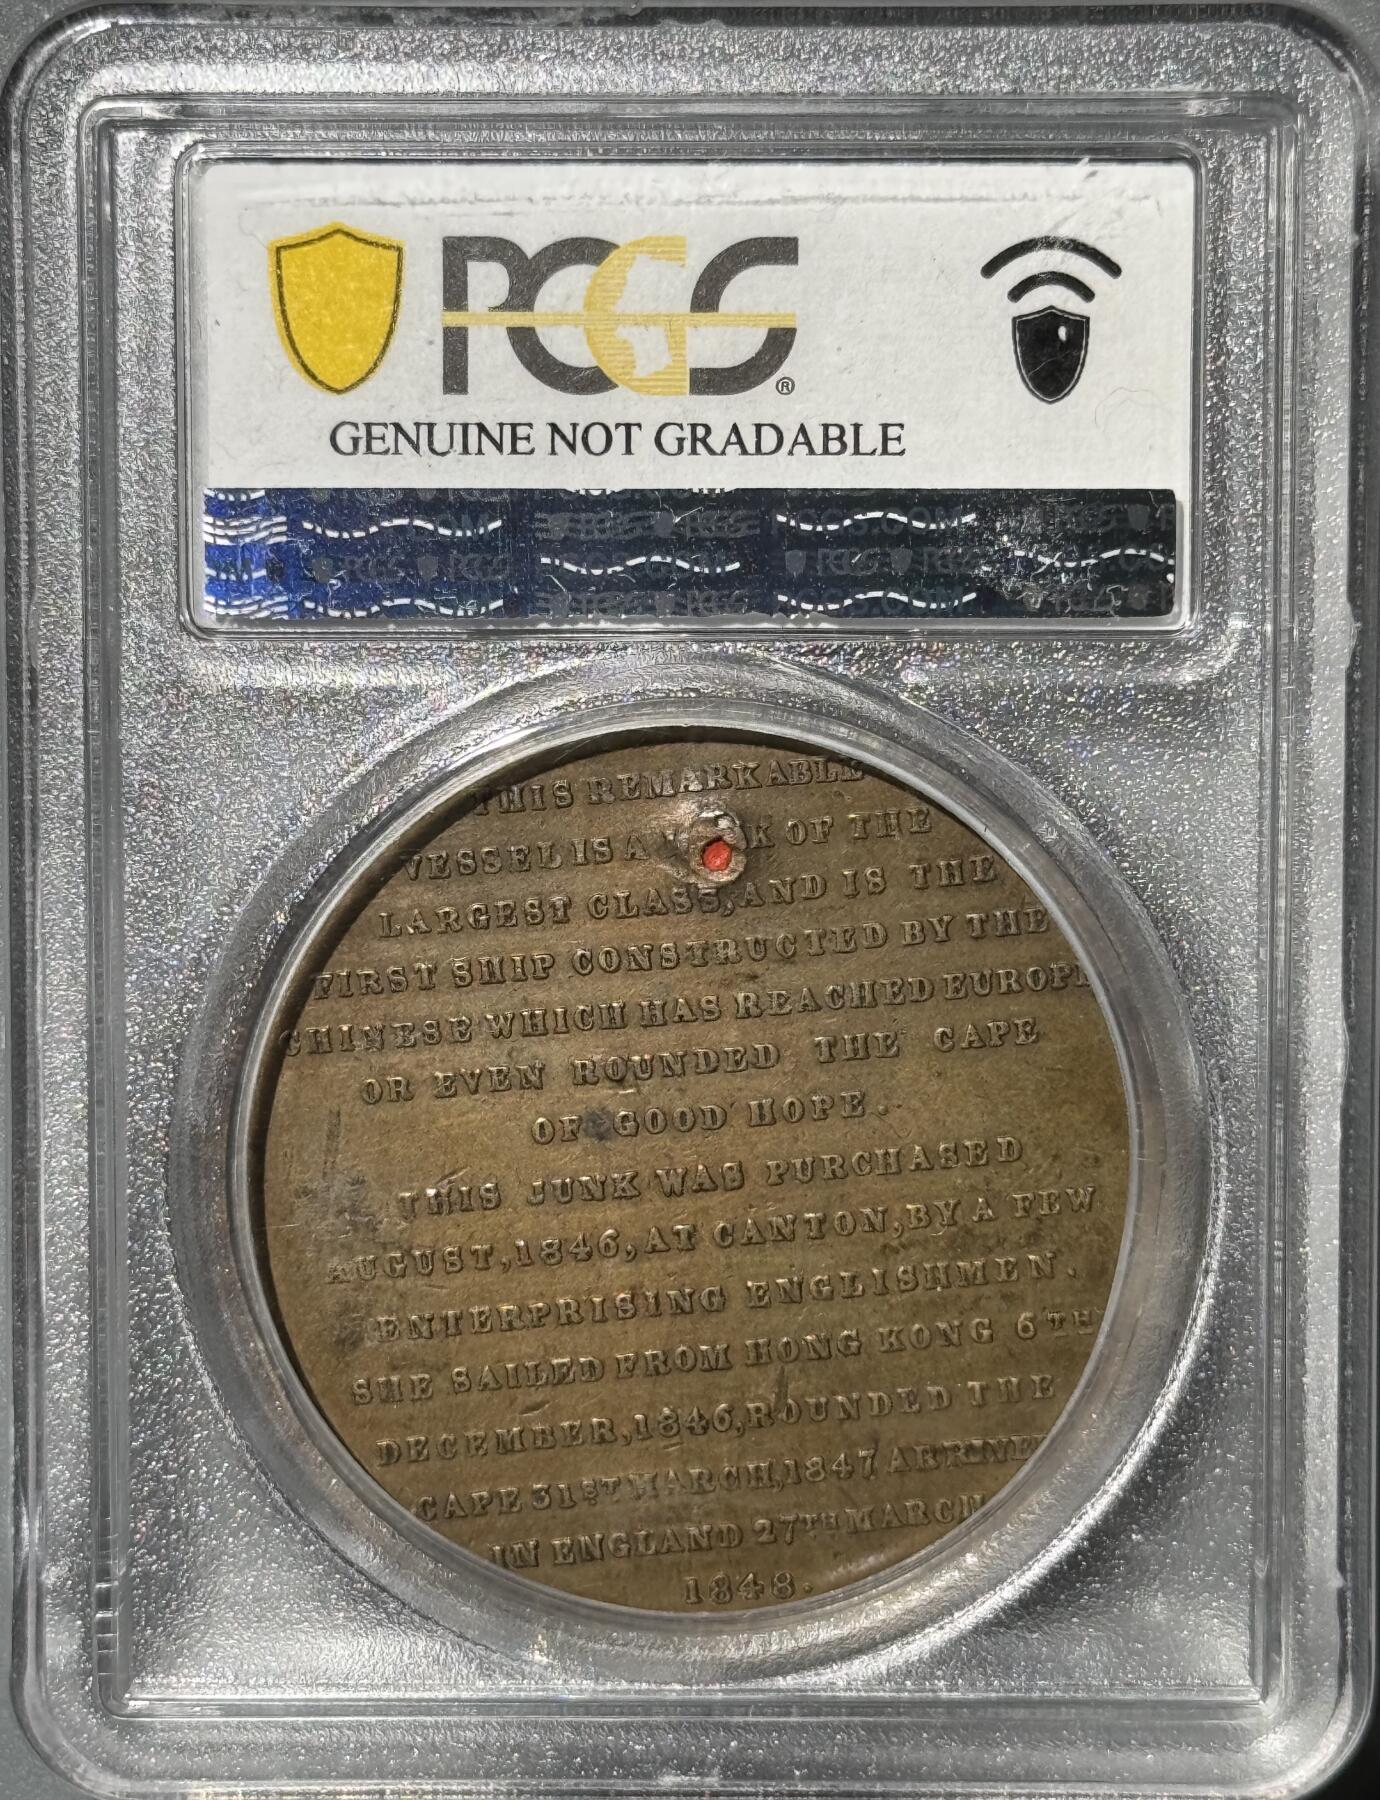 PCGS®
GENUINE NOT GRADABLE
THIS REMARKABLE
VESSEL IS A K OF THE
LARGEST CLASS, AND IS THE
FIRST SHIP CONSTRUCTED BY THE
CHINESE WHICH HAS REACHED EUROPE
OR EVEN ROUNDED THE CAPE
OF GOOD HOPE.
THIS JUNK WAS PURCHASED
AUGUST, 1846, AT CANTON, BY A FEW
ENTERPRISING ENGLISHMEN.
SHE SAILED FROM HONG KONG 6TH
DECEMBER, 1846, ROUNDED THE
CAPE 31ST MARCH, 1847 ARRIVED
IN ENGLAND 27TH MARCH
1848.